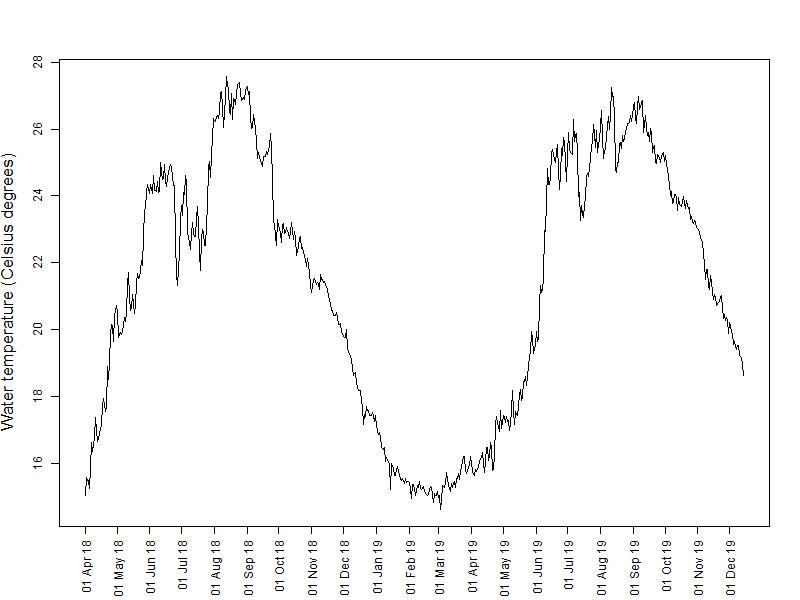 Water temperature (Celsius degrees)
28
26
24
22
20
18
16
01 Apr 18
01 May 18
01 Jun 18
01 Jul 18
01 Aug 18
01 Sep 18
01 Oct 18
01 Nov 18
01 Dec 18
01 Jan 19
01 Feb 19
01 Mar 19
01 Apr 19
01 May 19
01 Jun 19
01 Jul 19
01 Aug 19
01 Sep 19
01 Oct 19
01 Nov 19
01 Dec 19